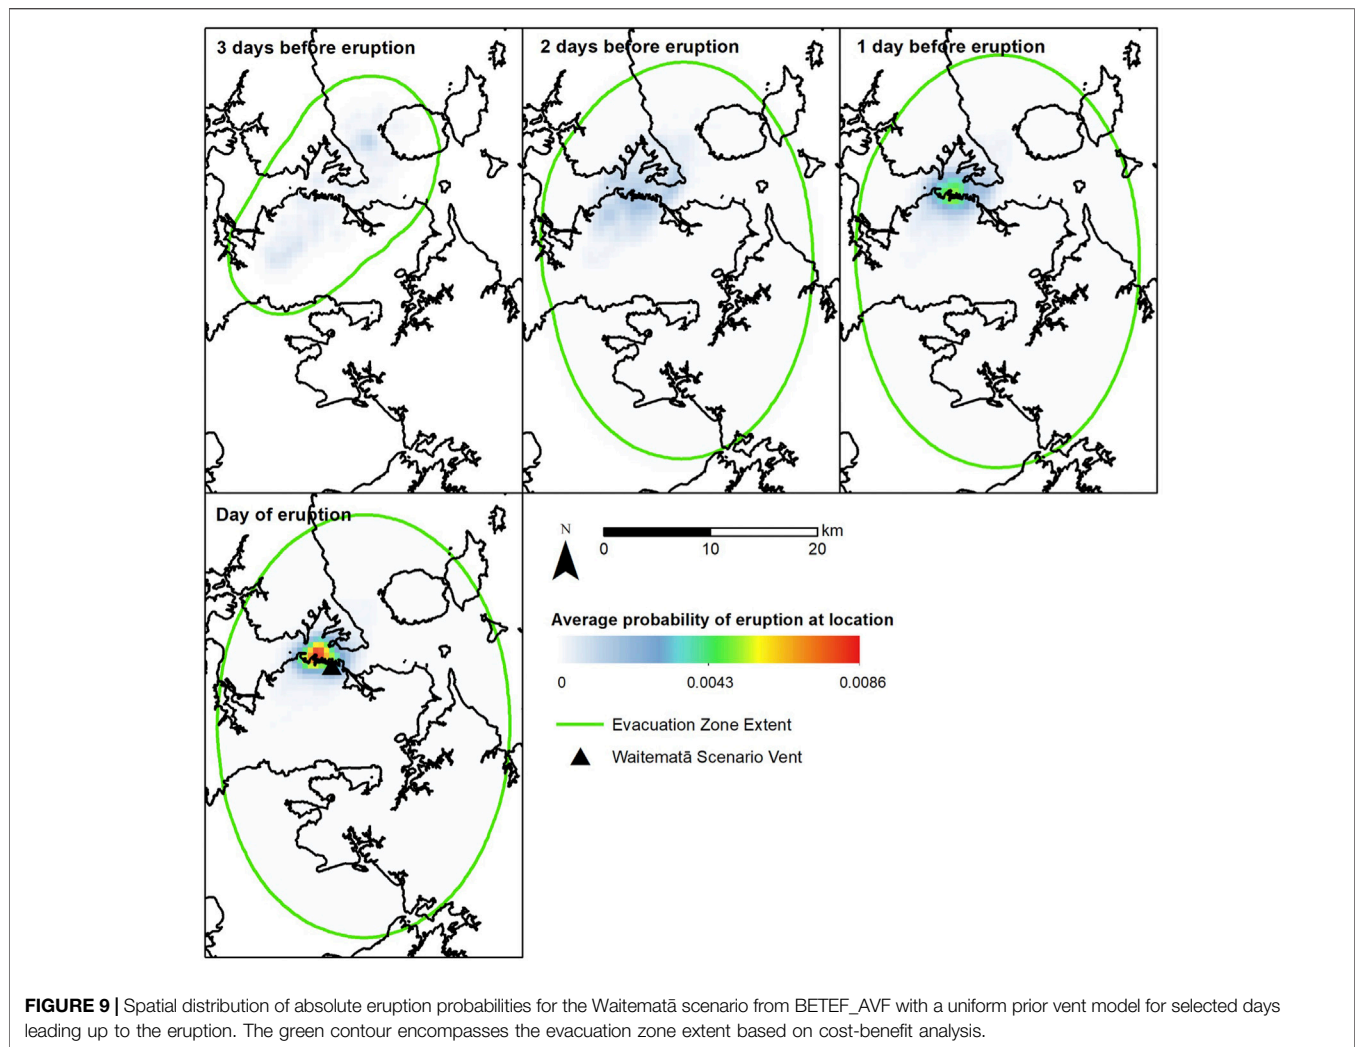 3 days before eruption
2 days before eruption
1 day before eruption
Day of eruption
N
km
0 10 20
Average probability of eruption at location
0 0.0043 0.0086
Evacuation Zone Extent
Waitematā Scenario Vent
FIGURE 9 | Spatial distribution of absolute eruption probabilities for the Waitematā scenario from BETEF_AVF with a uniform prior vent model for selected days
leading up to the eruption. The green contour encompasses the evacuation zone extent based on cost-benefit analysis.